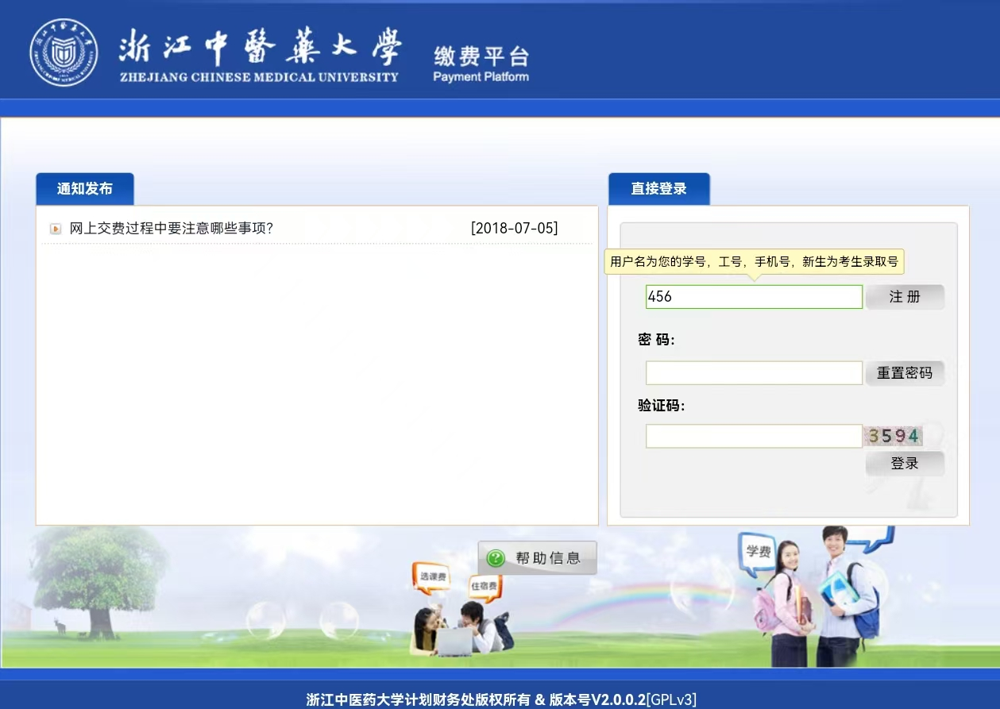 浙江中醫藥大學
ZHEJIANG CHINESE MEDICAL UNIVERSITY
缴费平台
Payment Platform
通知发布
网上交费过程中要注意哪些事项?
[2018-07-05]
直接登录
用户名为您的学号，工号，手机号，新生为考生录取号
456
注 册
密 码：
重置密码
验证码：
3594
登录
帮助信息
选课费
住宿费
学费
浙江中医药大学计划财务处版权所有 & 版本号V2.0.0.2[GPLv3]